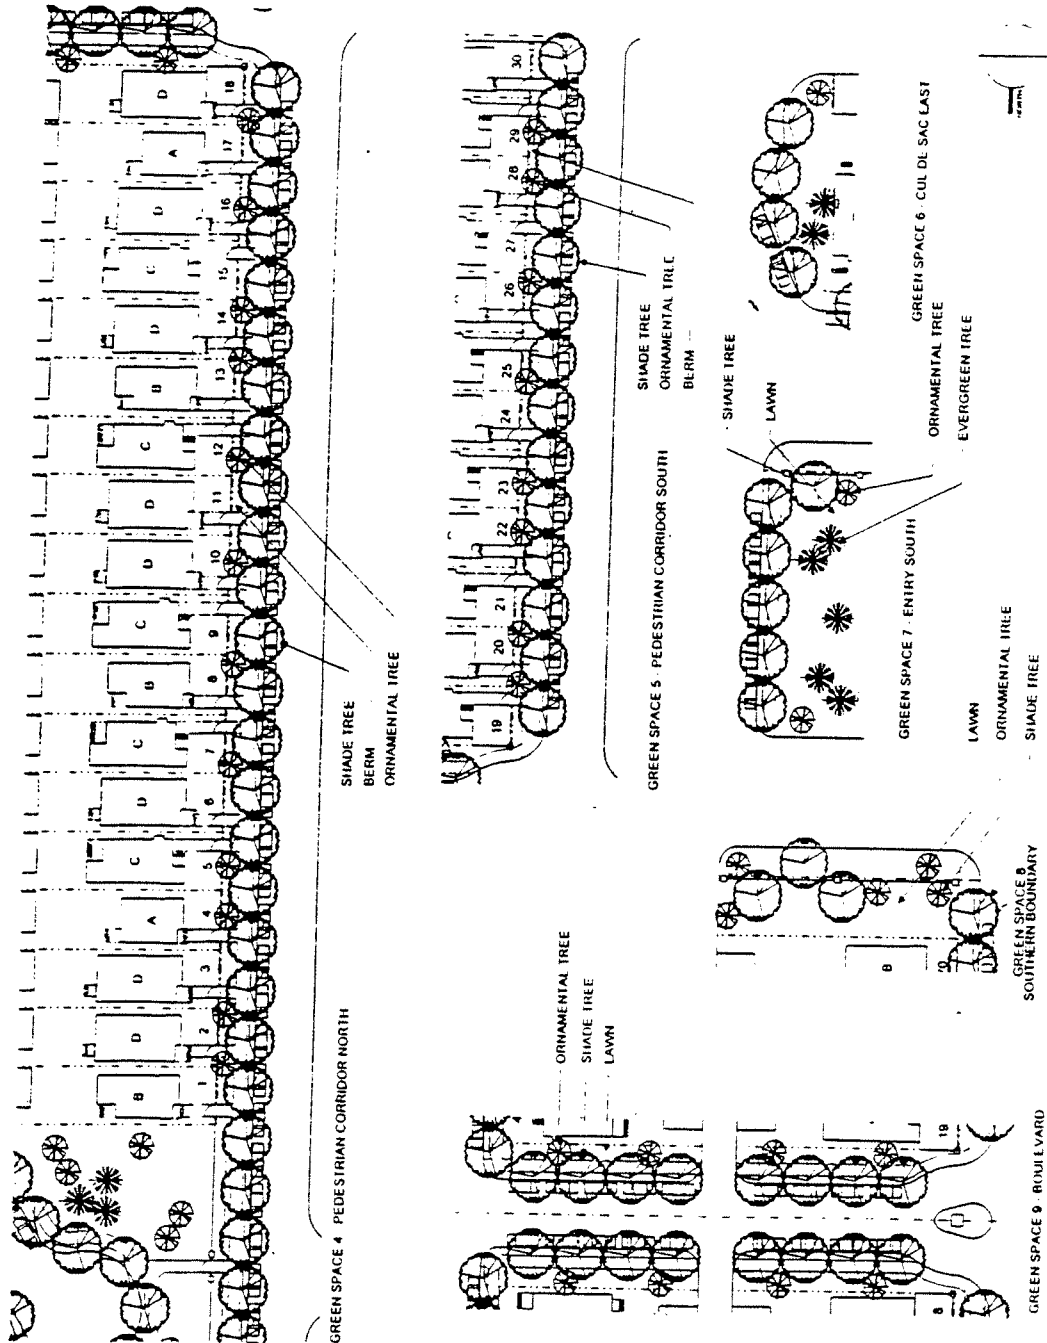 D
A
D
C
D
B
C
D
D
C
B
C
D
C
A
D
D
B
18
17
16
15
14
13
12
11
10
9
8
7
6
5
4
3
2
1
SHADE TREE
BERM
ORNAMENTAL TREE
GREEN SPACE 4 PEDESTRIAN CORRIDOR NORTH
30
29
28
27
26
25
24
23
22
21
20
19
SHADE TREE
ORNAMENTAL TREE
BERM
GREEN SPACE 5 - PEDESTRIAN CORRIDOR SOUTH
GREEN SPACE 6 - CUL DE SAC EAST
SHADE TREE
LAWN
ORNAMENTAL TREE
EVERGREEN TREE
GREEN SPACE 7 - ENTRY SOUTH
LAWN
ORNAMENTAL TREE
SHADE TREE
B
GREEN SPACE 8
SOUTHERN BOUNDARY
ORNAMENTAL TREE
SHADE TREE
LAWN
19
8
GREEN SPACE 9 - BOULEVARD